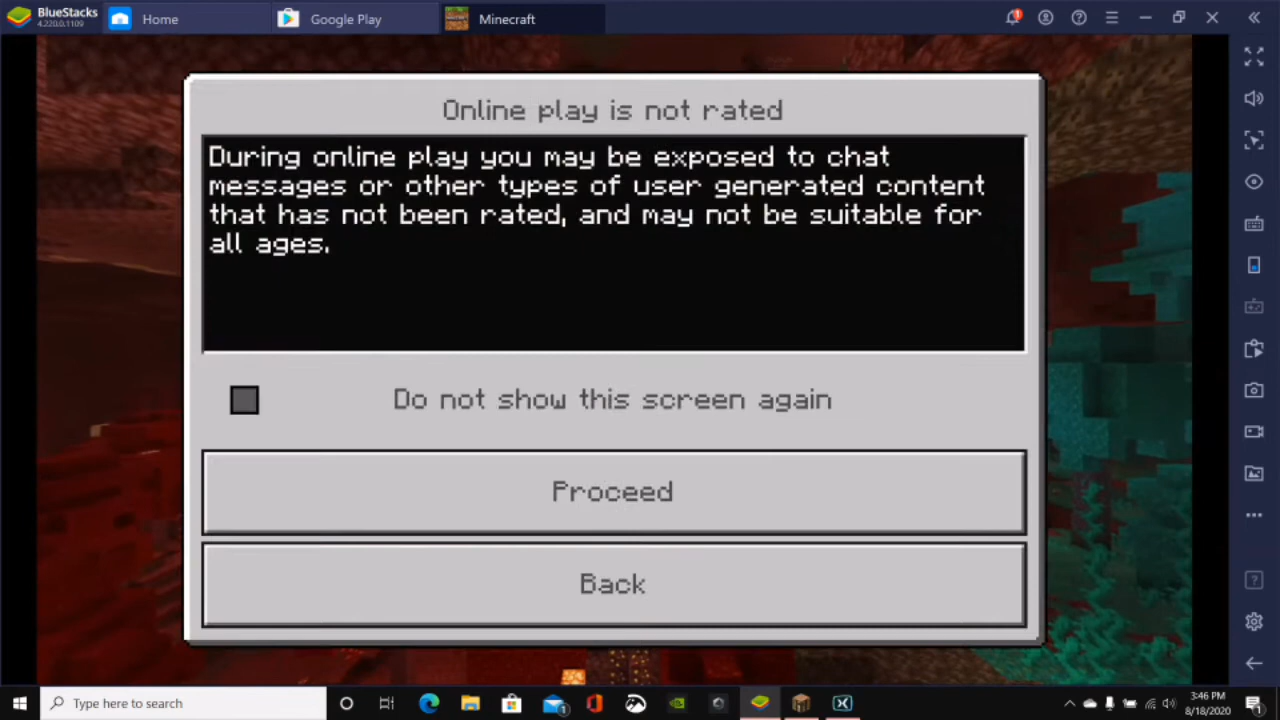 BlueStacks
4.220.0.1109
Home
Google Play
Minecraft
1
Online play is not rated
During online play you may be exposed to chat
messages or other types of user generated content
that has not been rated, and may not be suitable for
all ages.
Do not show this screen again
Proceed
Back
Type here to search
1
3:46 PM
8/18/2020
1